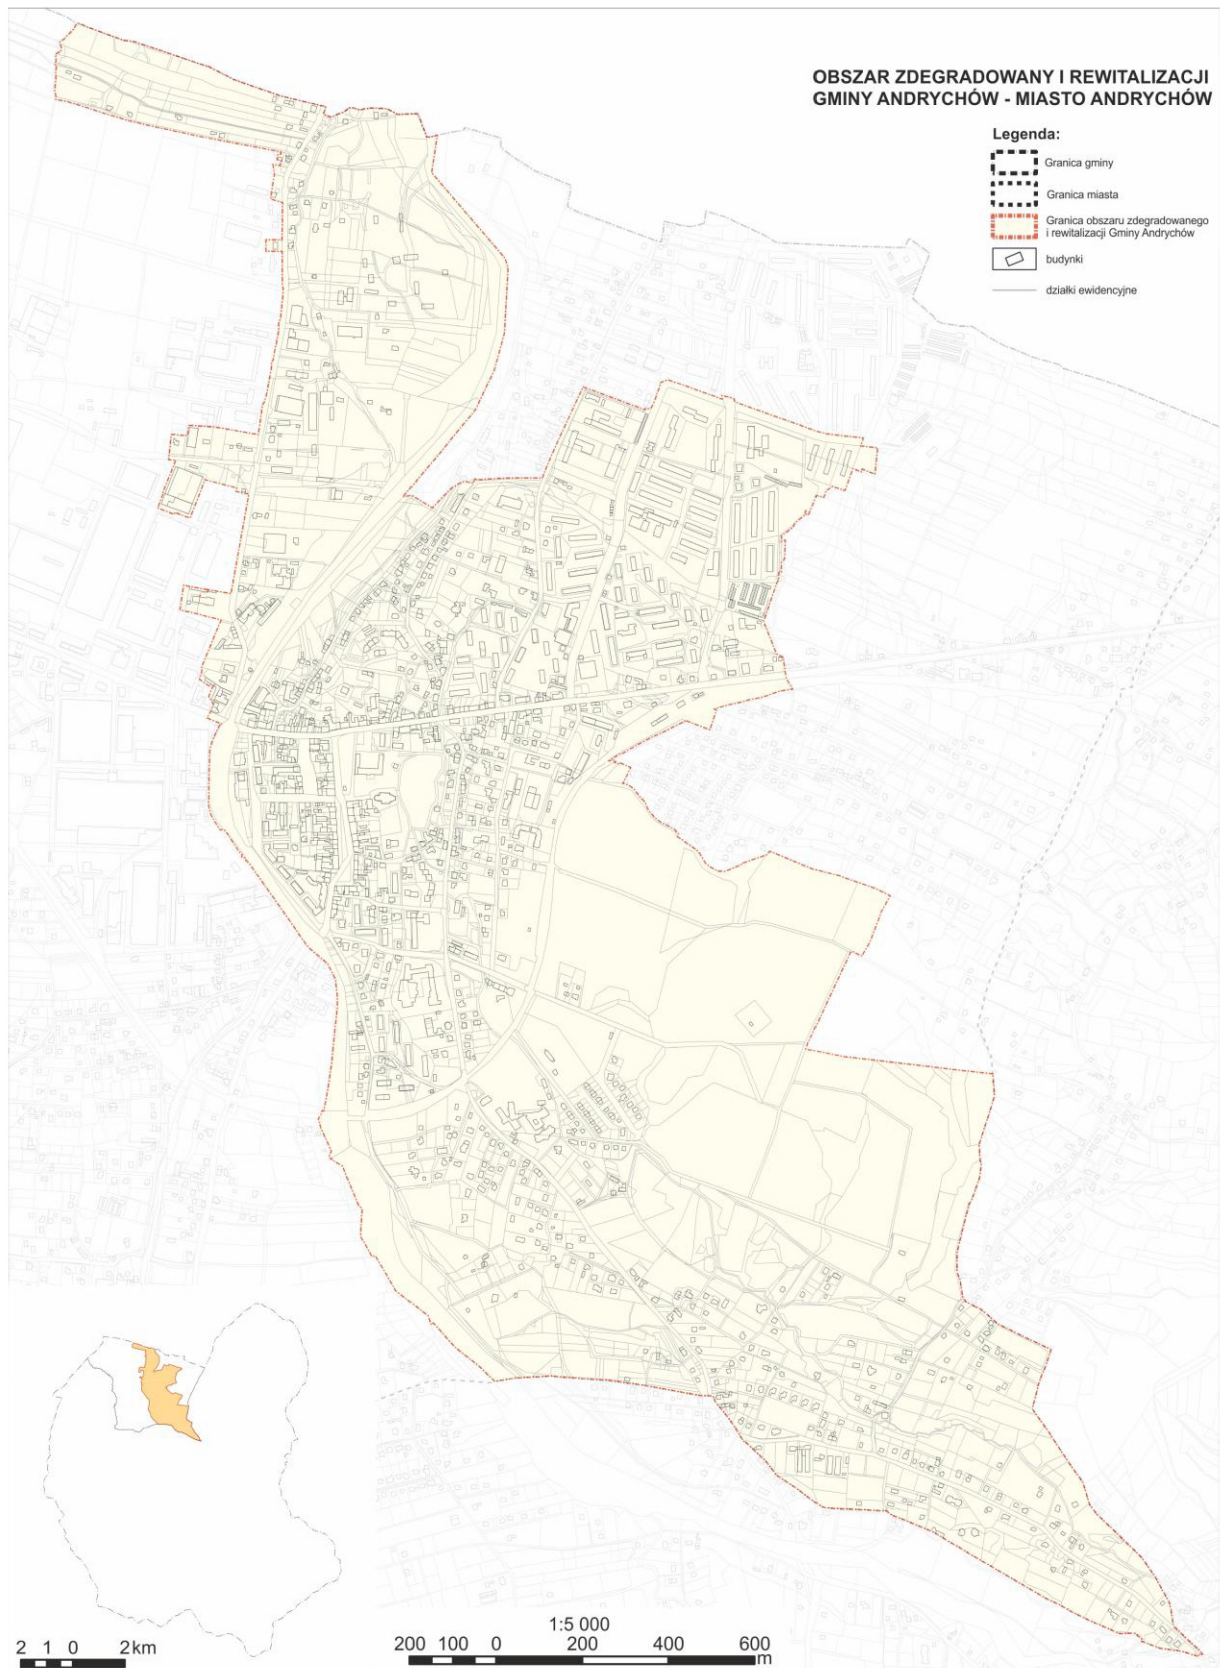 OBSZAR ZDEGRADOWANY I REWITALIZACJI
GMINY ANDRYCHÓW - MIASTO ANDRYCHÓW
Legenda:
Granica gminy
Granica miasta
Granica obszaru zdegradowanego
i rewitalizacji Gminy Andrychów
budynki
działki ewidencyjne
2 1 0 2km
1:5 000
200 100 0 200 400 600
m